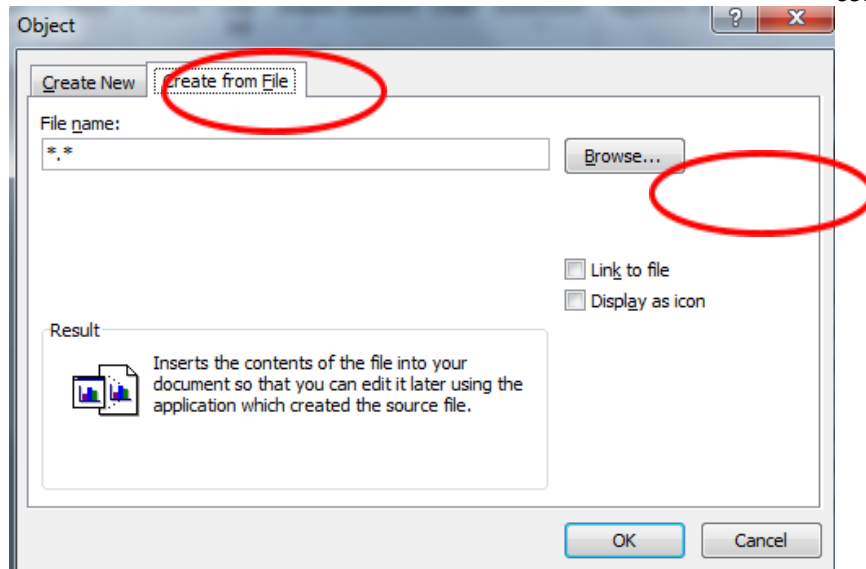 Object
Create New
Create from File
File name:
*.*
Browse...
Link to file
Display as icon
Result
Inserts the contents of the file into your
document so that you can edit it later using the
application which created the source file.
OK
Cancel